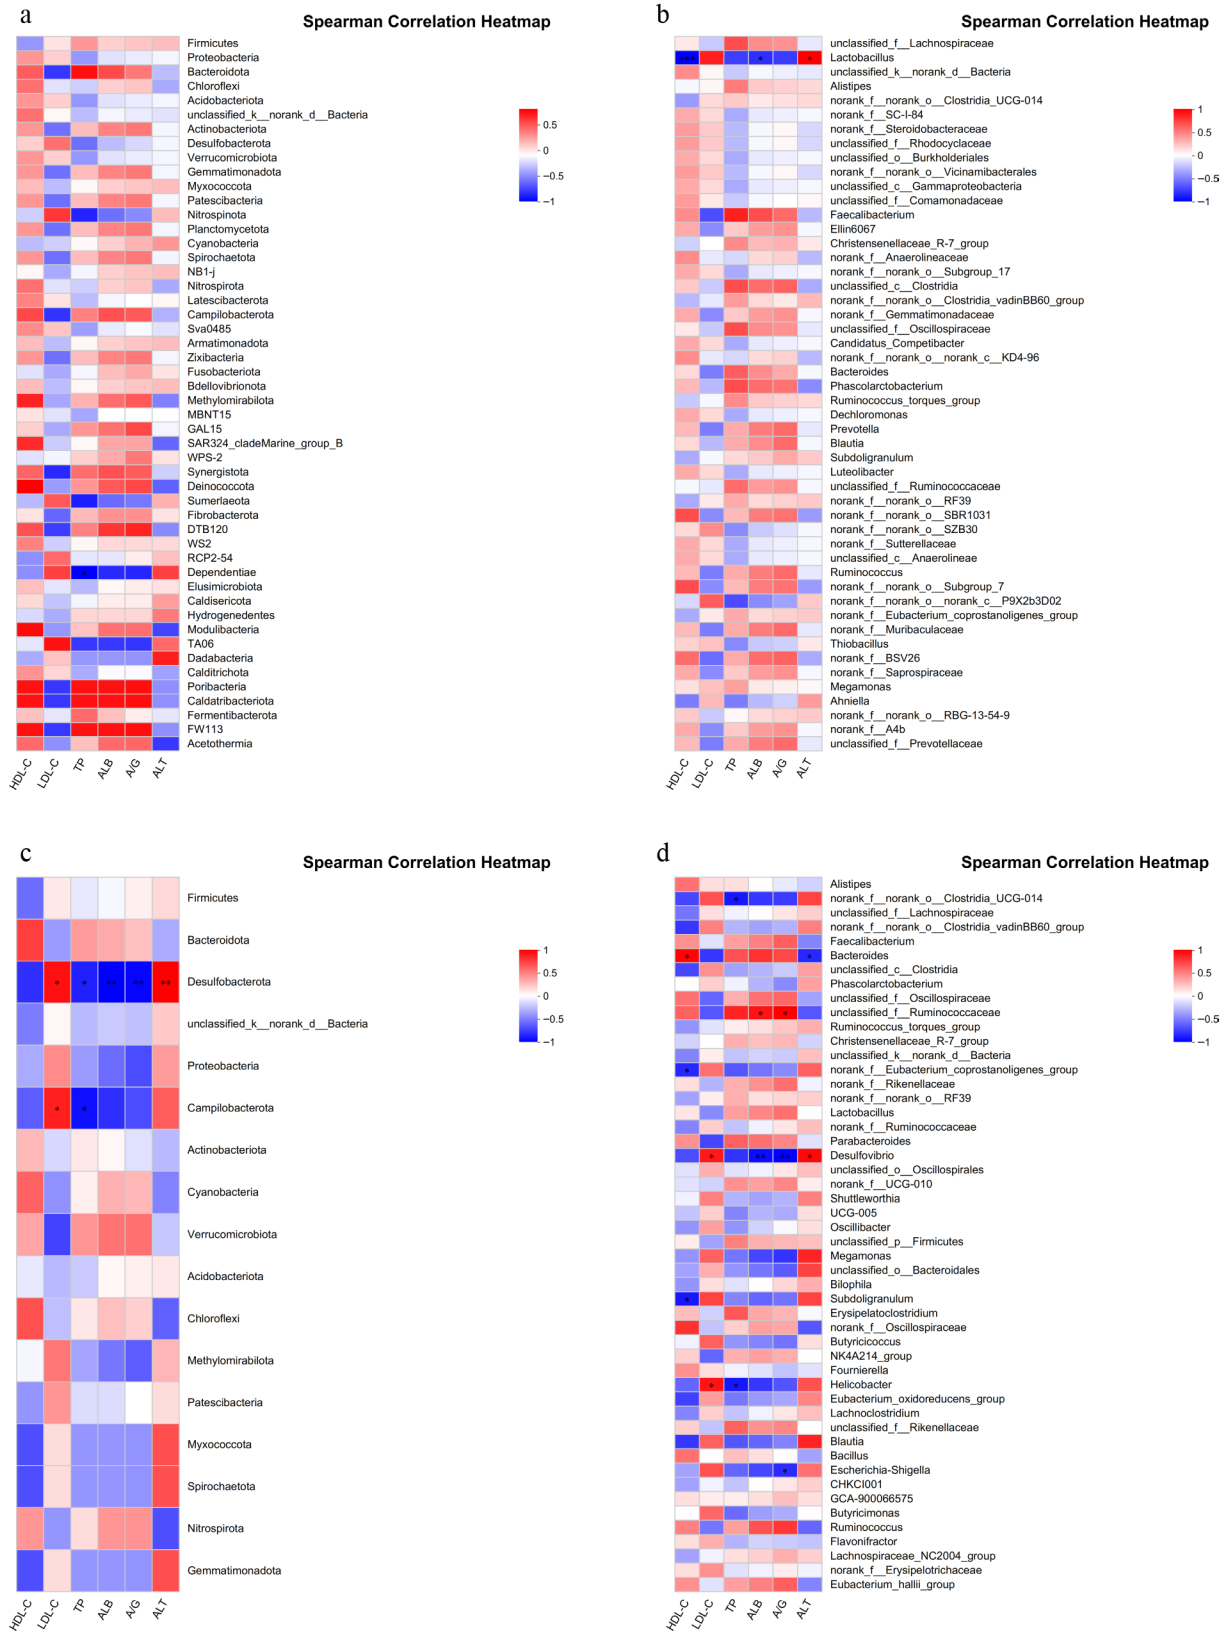 a
Spearman Correlation Heatmap
Firmicutes
Proteobacteria
Bacteroidota
Chloroflexi
Acidobacteriota
unclassified_k__norank_d__Bacteria
Actinobacteriota
Desulfobacterota
Verrucomicrobiota
Gemmatimonadota
Myxococcota
Patescibacteria
Nitrospinota
Planctomycetota
Cyanobacteria
Spirochaetota
NB1-j
Nitrospirota
Latescibacterota
Campilobacterota
Sva0485
Armatimonadota
Zixibacteria
Fusobacteriota
Bdellovibrionota
Methylomirabilota
MBNT15
GAL15
SAR324_cladeMarine_group_B
WPS-2
Synergistota
Deinococcota
Sumerlaeota
Fibrobacterota
DTB120
WS2
RCP2-54
Dependentiae
Elusimicrobiota
Caldisericota
Hydrogenedentes
Modulibacteria
TA06
Dadabacteria
Calditrichota
Poribacteria
Caldatribacteriota
Fermentibacterota
FW113
Acetothermia
HDL-C LDL-C TP ALB A/G ALT
0.5
0
−0.5
−1
b
Spearman Correlation Heatmap
unclassified_f__Lachnospiraceae
Lactobacillus
unclassified_k__norank_d__Bacteria
Alistipes
norank_f__norank_o__Clostridia_UCG-014
norank_f__SC-I-84
norank_f__Steroidobacteraceae
unclassified_f__Rhodocyclaceae
unclassified_o__Burkholderiales
norank_f__norank_o__Vicinamibacterales
unclassified_c__Gammaproteobacteria
unclassified_f__Comamonadaceae
Faecalibacterium
Ellin6067
Christensenellaceae_R-7_group
norank_f__Anaerolineaceae
norank_f__norank_o__Subgroup_17
unclassified_c__Clostridia
norank_f__norank_o__Clostridia_vadinBB60_group
norank_f__Gemmatimonadaceae
unclassified_f__Oscillospiraceae
Candidatus_Competibacter
norank_f__norank_o__norank_c__KD4-96
Bacteroides
Phascolarctobacterium
Ruminococcus_torques_group
Dechloromonas
Prevotella
Blautia
Subdoligranulum
Luteolibacter
unclassified_f__Ruminococcaceae
norank_f__norank_o__RF39
norank_f__norank_o__SBR1031
norank_f__norank_o__SZB30
norank_f__Sutterellaceae
unclassified_c__Anaerolineae
Ruminococcus
norank_f__norank_o__Subgroup_7
norank_f__norank_o__norank_c__P9X2b3D02
norank_f__Eubacterium_coprostanoligenes_group
norank_f__Muribaculaceae
Thiobacillus
norank_f__BSV26
norank_f__Saprospiraceae
Megamonas
Ahniella
norank_f__norank_o__RBG-13-54-9
norank_f__A4b
unclassified_f__Prevotellaceae
HDL-C LDL-C TP ALB A/G ALT
1
0.5
0
−0.5
−1
c
Spearman Correlation Heatmap
Firmicutes
Bacteroidota
Desulfobacterota
unclassified_k__norank_d__Bacteria
Proteobacteria
Campilobacterota
Actinobacteriota
Cyanobacteria
Verrucomicrobiota
Acidobacteriota
Chloroflexi
Methylomirabilota
Patescibacteria
Myxococcota
Spirochaetota
Nitrospirota
Gemmatimonadota
HDL-C LDL-C TP ALB A/G ALT
1
0.5
0
−0.5
−1
d
Spearman Correlation Heatmap
Alistipes
norank_f__norank_o__Clostridia_UCG-014
unclassified_f__Lachnospiraceae
norank_f__norank_o__Clostridia_vadinBB60_group
Faecalibacterium
Bacteroides
unclassified_c__Clostridia
Phascolarctobacterium
unclassified_f__Oscillospiraceae
unclassified_f__Ruminococcaceae
Ruminococcus_torques_group
Christensenellaceae_R-7_group
unclassified_k__norank_d__Bacteria
norank_f__Eubacterium_coprostanoligenes_group
norank_f__Rikenellaceae
norank_f__norank_o__RF39
Lactobacillus
norank_f__Ruminococcaceae
Parabacteroides
Desulfovibrio
unclassified_o__Oscillospirales
norank_f__UCG-010
Shuttleworthia
UCG-005
Oscillibacter
unclassified_p__Firmicutes
Megamonas
unclassified_o__Bacteroidales
Bilophila
Subdoligranulum
Erysipelatoclostridium
norank_f__Oscillospiraceae
Butyricicoccus
NK4A214_group
Fournierella
Helicobacter
Eubacterium_oxidoreducens_group
Lachnoclostridium
unclassified_f__Rikenellaceae
Blautia
Bacillus
Escherichia-Shigella
CHKCI001
GCA-900066575
Butyricimonas
Ruminococcus
Flavonifractor
Lachnospiraceae_NC2004_group
norank_f__Erysipelotrichaceae
Eubacterium_hallii_group
HDL-C LDL-C TP ALB A/G ALT
1
0.5
0
−0.5
−1